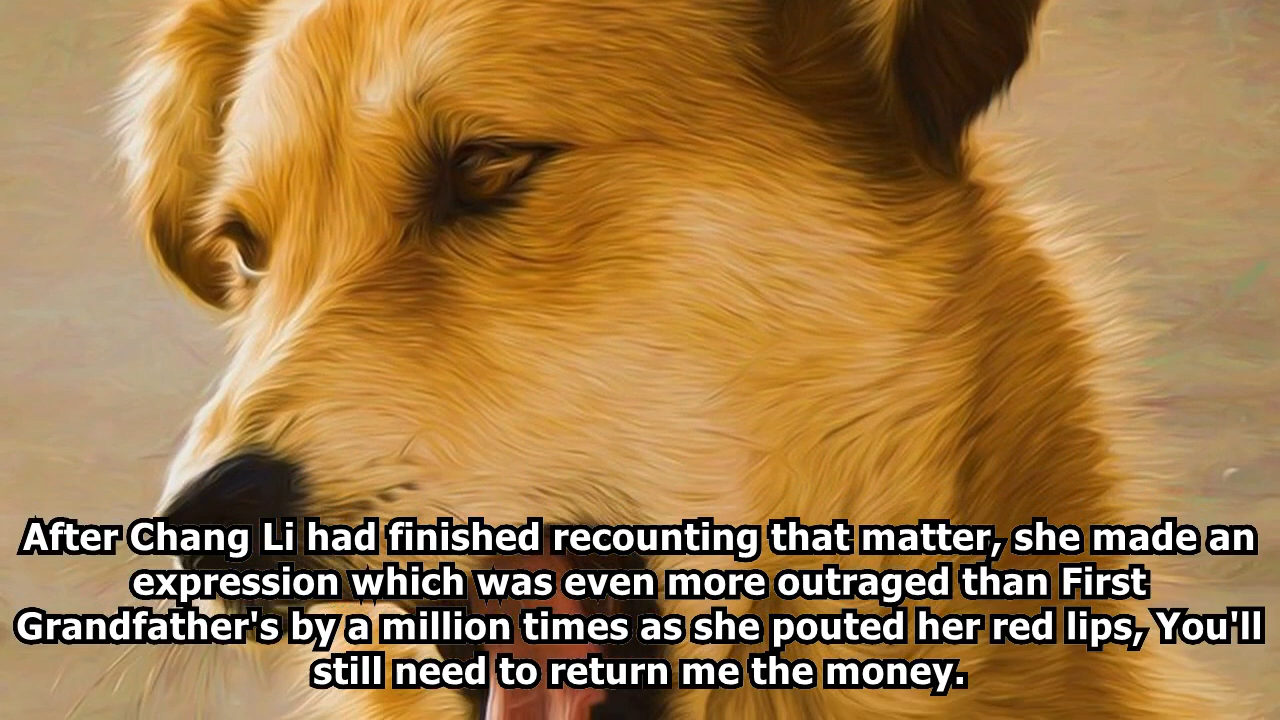 After Chang Li had finished recounting that matter, she made an
expression which was even more outraged than First
Grandfather's by a million times as she pouted her red lips, You'll
still need to return me the money.